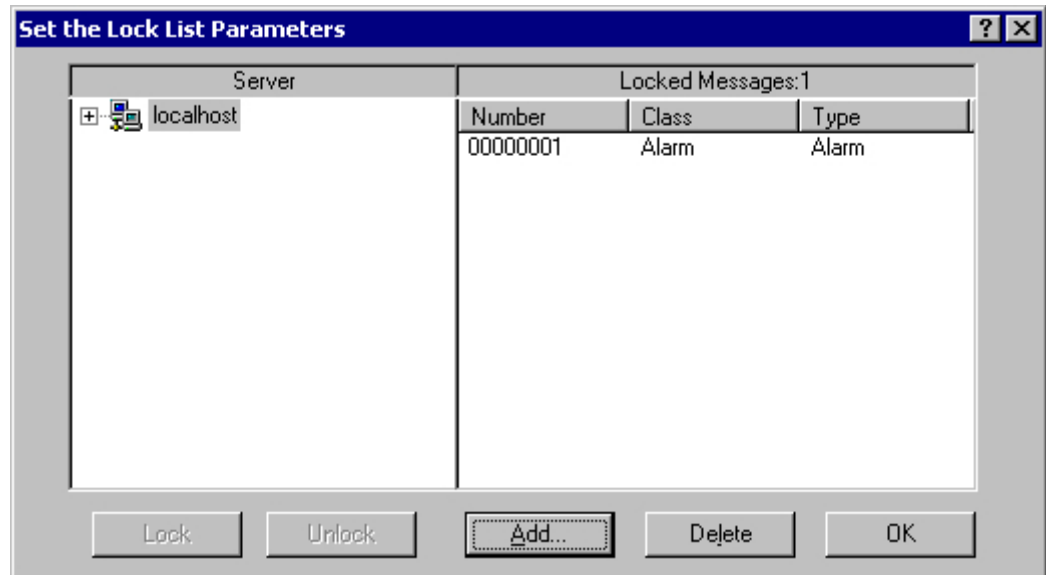 Set the Lock List Parameters
Server
Locked Messages:1
localhost
Number Class Type
00000001 Alarm Alarm
Lock Unlock Add... Delete OK